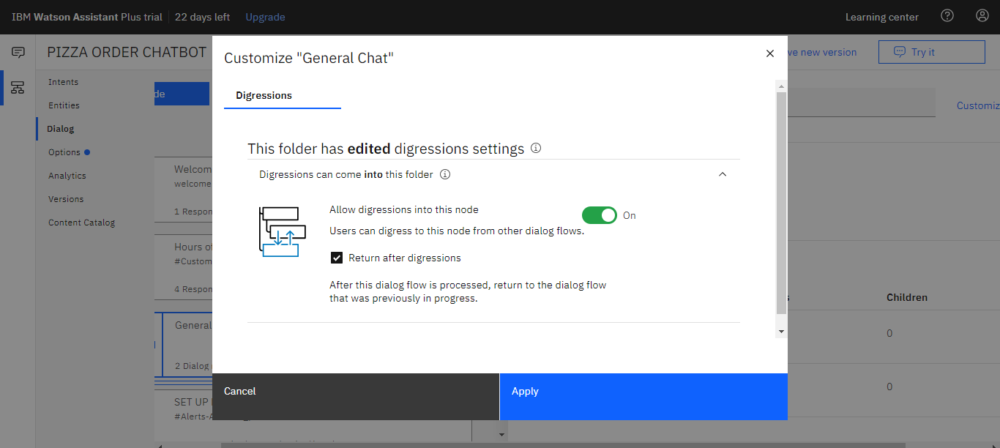 IBM Watson Assistant Plus trial 22 days left Upgrade Learning center
PIZZA ORDER CHATBOT
new version
Try it
Intents
Entities
Dialog
Options
Analytics
Versions
Content Catalog
Customize "General Chat"
Digressions
This folder has edited digressions settings
Digressions can come into this folder
Allow digressions into this node
On
Users can digress to this node from other dialog flows.
Return after digressions
After this dialog flow is processed, return to the dialog flow
that was previously in progress.
Cancel
Apply
de
Welcom
welcome
1 Respon
Hours of
#Custom
4 Respon
General
2 Dialog
SET UP
#Alerts-A
Customiz
Children
0
0